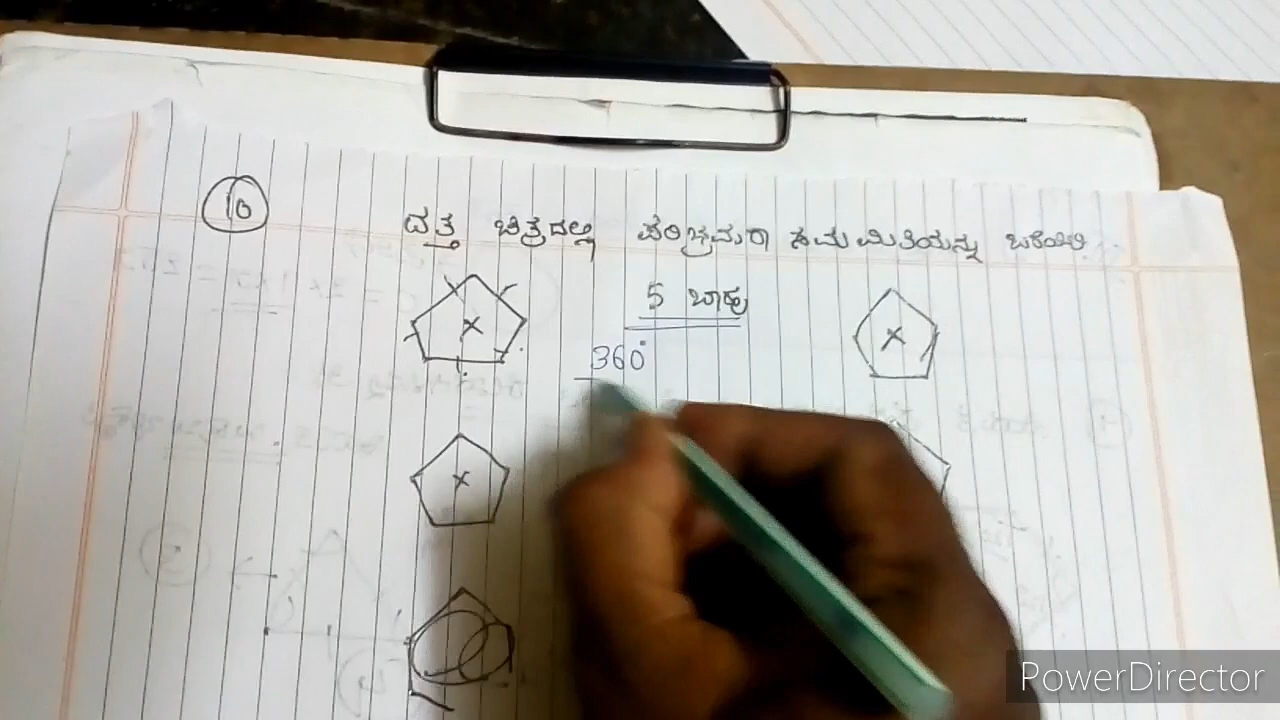 10
ದತ್ತ ಚಿತ್ರದಲ್ಲಿ ಪರಿಭ್ರಮಣ ಸಮಮಿತಿಯನ್ನು ಬರೆಯಿರಿ.
5 ಬಾಹು
360°
PowerDirector